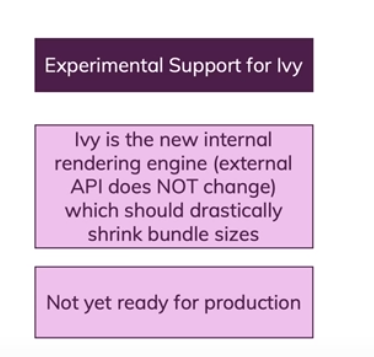 Experimental Support for Ivy
Ivy is the new internal
rendering engine (external
API does NOT change)
which should drastically
shrink bundle sizes
Not yet ready for production